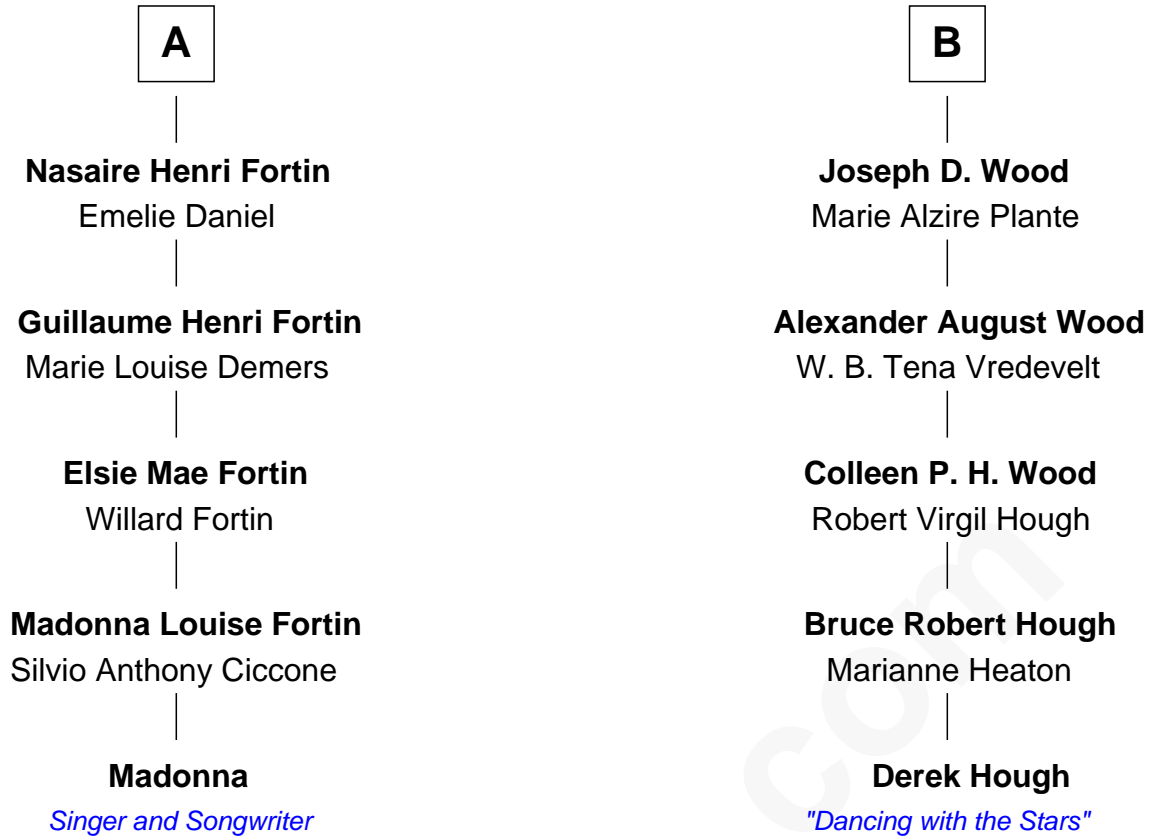 A
Nasaire Henri Fortin
Emelie Daniel
Guillaume Henri Fortin
Marie Louise Demers
Elsie Mae Fortin
Willard Fortin
Madonna Louise Fortin
Silvio Anthony Ciccone
Madonna
Singer and Songwriter
B
Joseph D. Wood
Marie Alzire Plante
Alexander August Wood
W. B. Tena Vredevelt
Colleen P. H. Wood
Robert Virgil Hough
Bruce Robert Hough
Marianne Heaton
Derek Hough
"Dancing with the Stars"
com